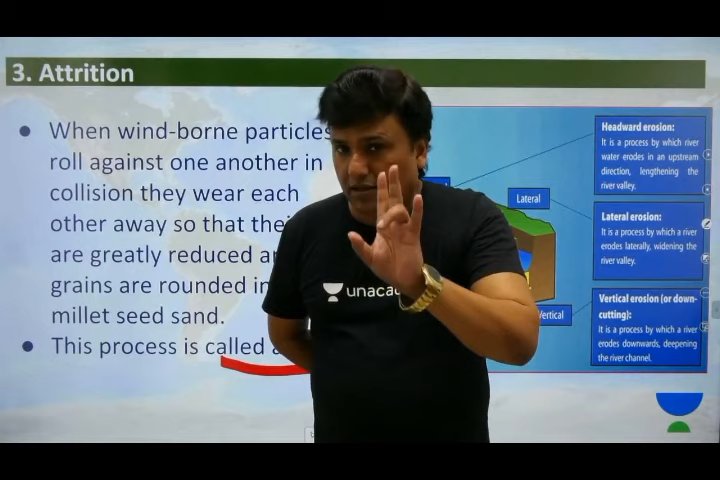 3. Attrition
● When wind-borne particles
roll against one another in
collision they wear each
other away so that
are greatly reduced
grains are rounded
millet seed sand.
● This process is called
Lateral
Vertical
Headward erosion:
It is a process by which river
water erodes in an upstream
direction, lengthening the
river valley.
Lateral erosion:
It is a process by which a river
erodes laterally, widening the
river valley.
Vertical erosion (or down-
cutting):
It is a process by which a river
erodes downwards, deepening
the river channel.
unaca